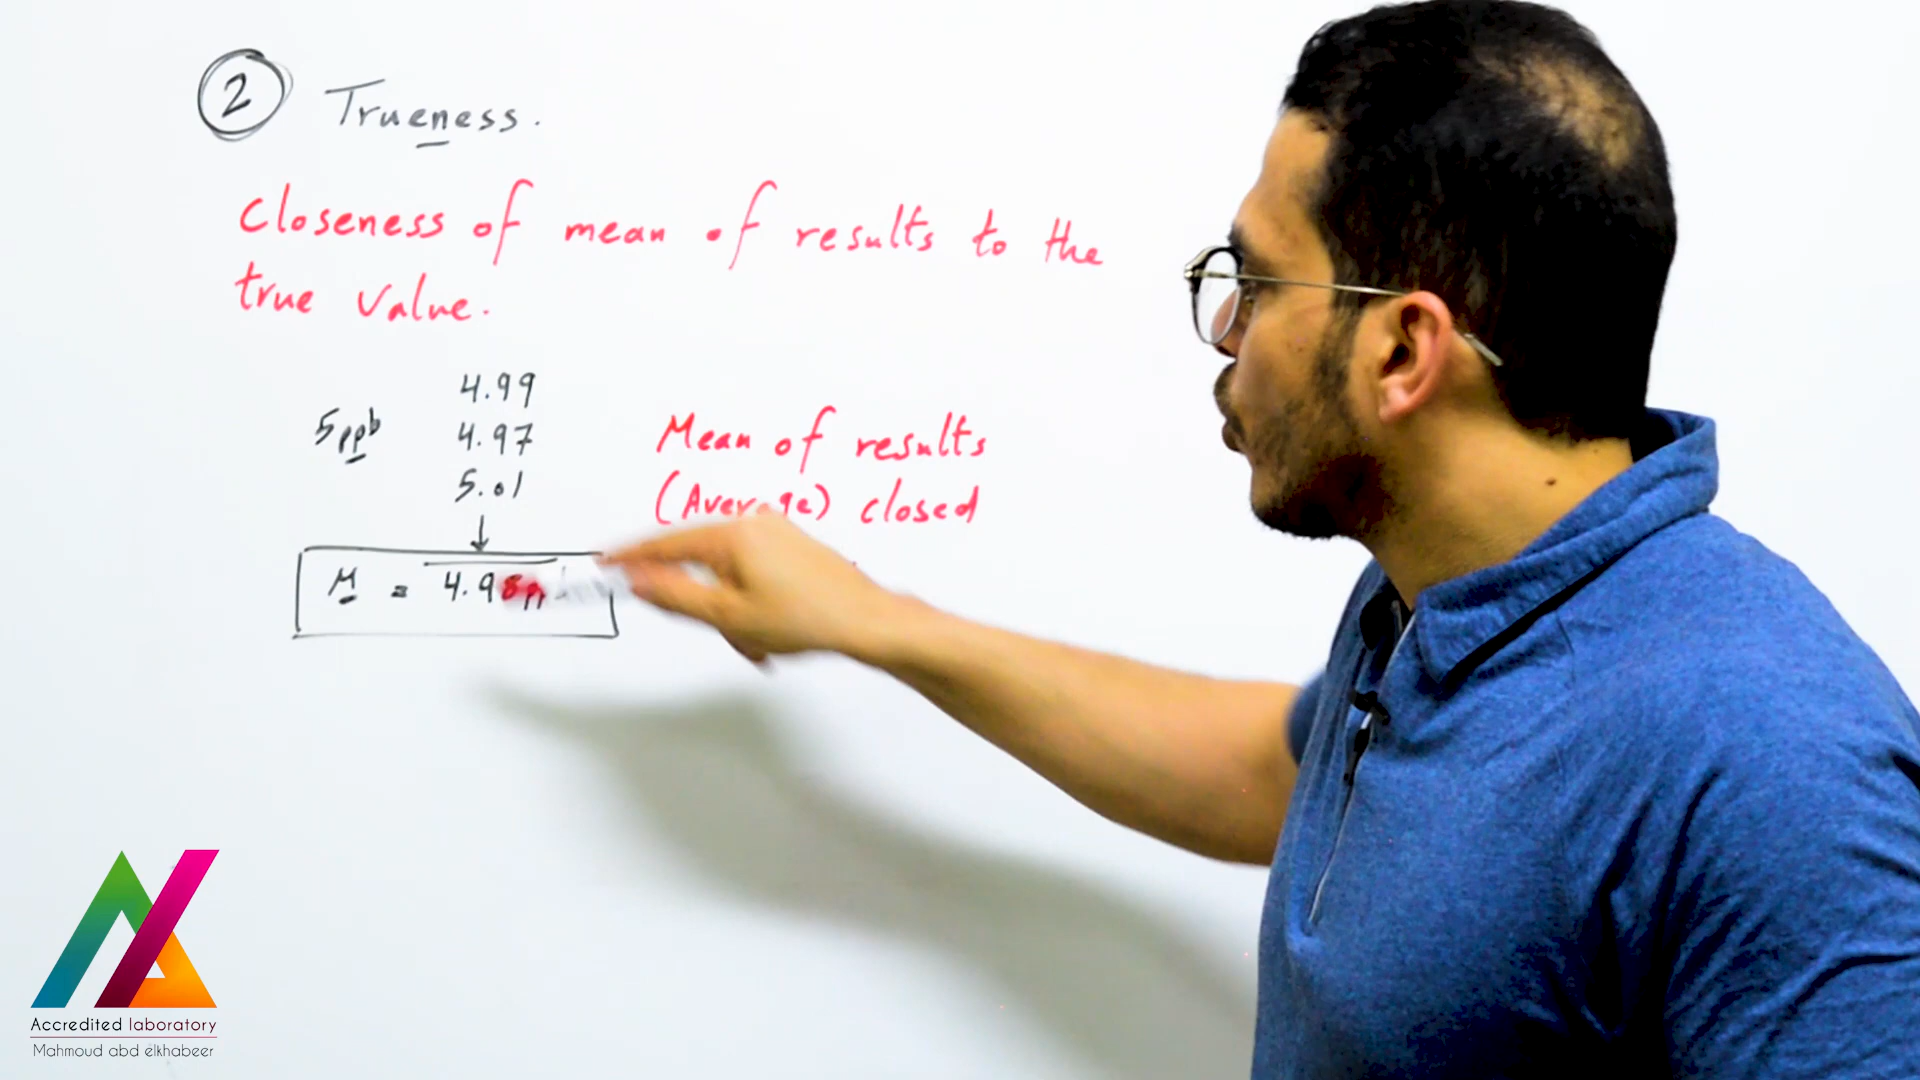 2 Trueness.
Closeness of mean of results to the
true value.
4.99
5ppb 4.97
5.01
M = 4.98
Mean of results
(Average) closed
Accredited laboratory
Mahmoud abd elkhabeer